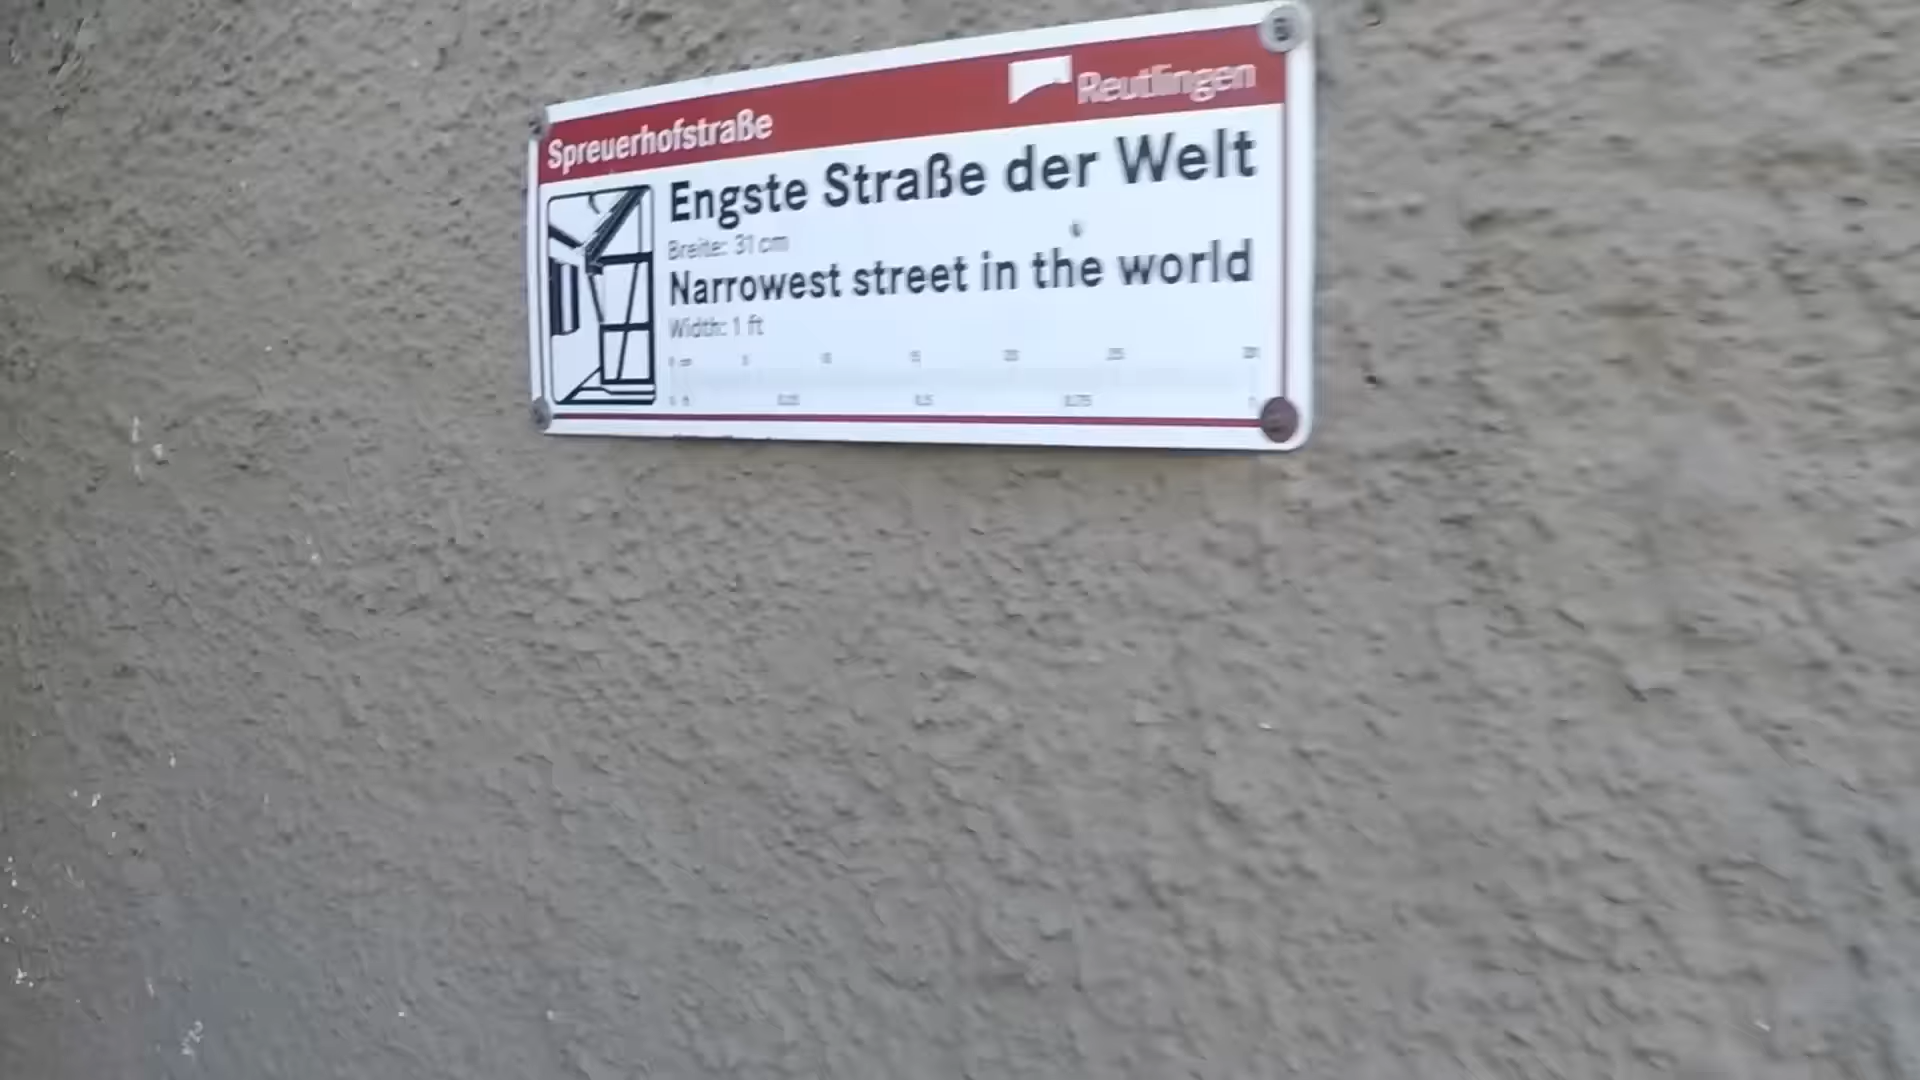 Reutlingen
Spreuerhofstraße
Engste Straße der Welt
Breite: 31 cm
Narrowest street in the world
Width: 1 ft